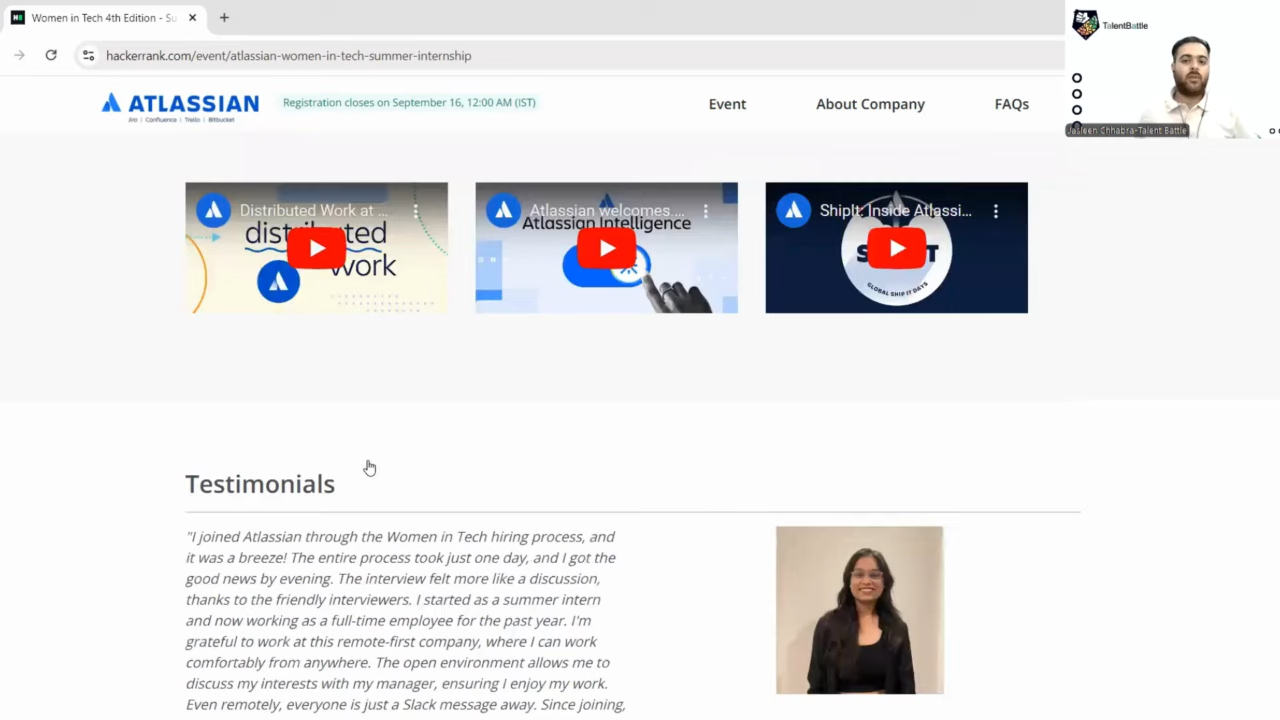 Women in Tech 4th Edition - Su
TalentBattle
hackerrank.com/event/atlassian-women-in-tech-summer-internship
ATLASSIAN
Jira | Confluence | Trello | Bitbucket
Registration closes on September 16, 12:00 AM (IST)
Event
About Company
FAQs
Jasleen Chhabra-Talent Battle
Distributed Work at ...
distributed
work
Atlassian welcomes ...
Atlassian Intelligence
ShipIt: Inside Atlassi...
GLOBAL SHIP IT DAYS
Testimonials
"I joined Atlassian through the Women in Tech hiring process, and
it was a breeze! The entire process took just one day, and I got the
good news by evening. The interview felt more like a discussion,
thanks to the friendly interviewers. I started as a summer intern
and now working as a full-time employee for the past year. I'm
grateful to work at this remote-first company, where I can work
comfortably from anywhere. The open environment allows me to
discuss my interests with my manager, ensuring I enjoy my work.
Even remotely, everyone is just a Slack message away. Since joining,